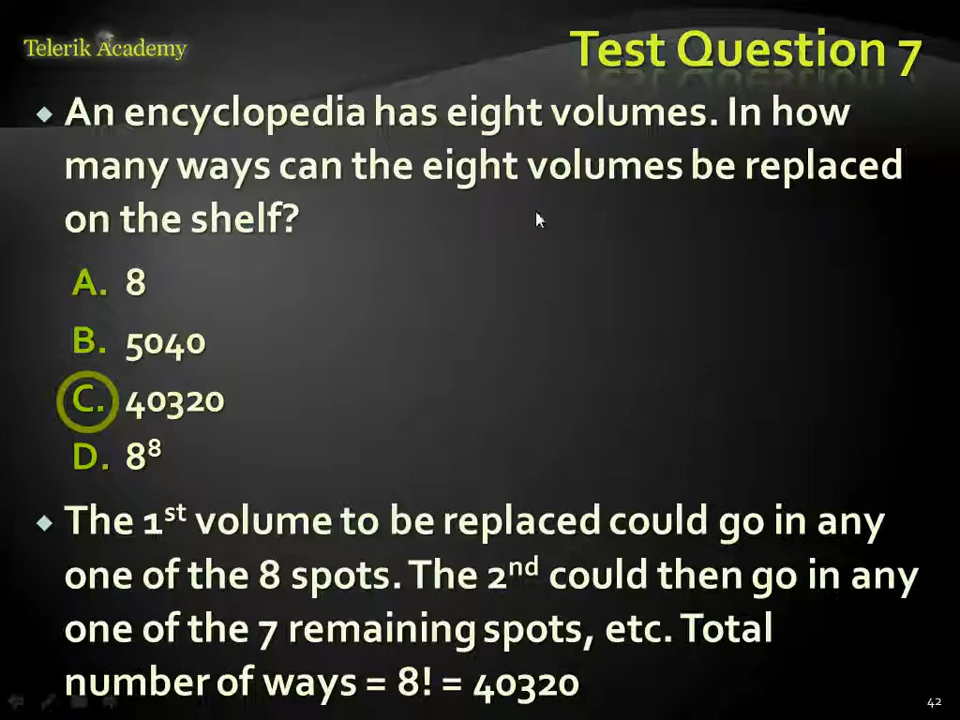 Telerik Academy
Test Question 7
An encyclopedia has eight volumes. In how
many ways can the eight volumes be replaced
on the shelf?
A. 8
B. 5040
C. 40320
D. 8⁸
The 1st volume to be replaced could go in any
one of the 8 spots. The 2nd could then go in any
one of the 7 remaining spots, etc. Total
number of ways = 8! = 40320
42